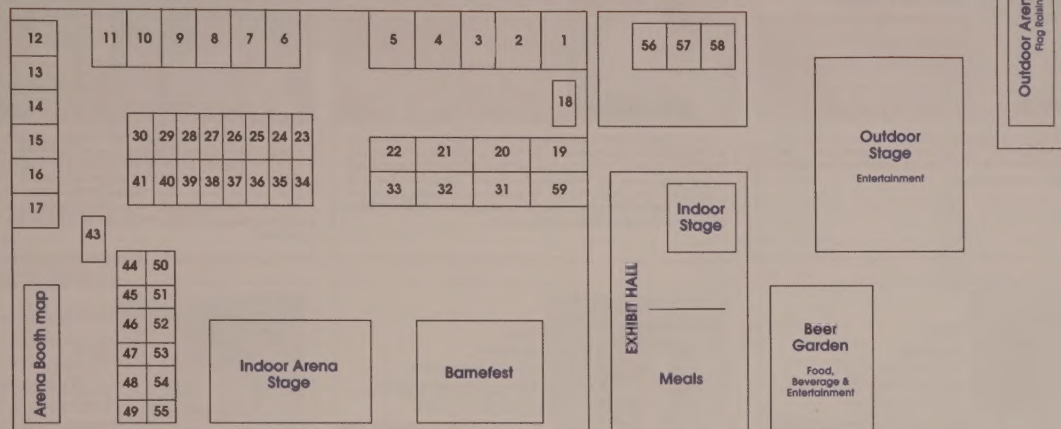 12
13
14
15
16
17
11 10 9 8 7 6
5 4 3 2 1
18
30 29 28 27 26 25 24 23
41 40 39 38 37 36 35 34
22 21 20 19
33 32 31 59
43
44 50
45 51
46 52
47 53
48 54
49 55
Arena Booth map
Indoor Arena
Stage
Barnefest
56 57 58
Indoor
Stage
EXHIBIT HALL
Meals
Outdoor
Stage
Entertainment
Beer
Garden
Food,
Beverage &
Entertainment
Outdoor
Flag